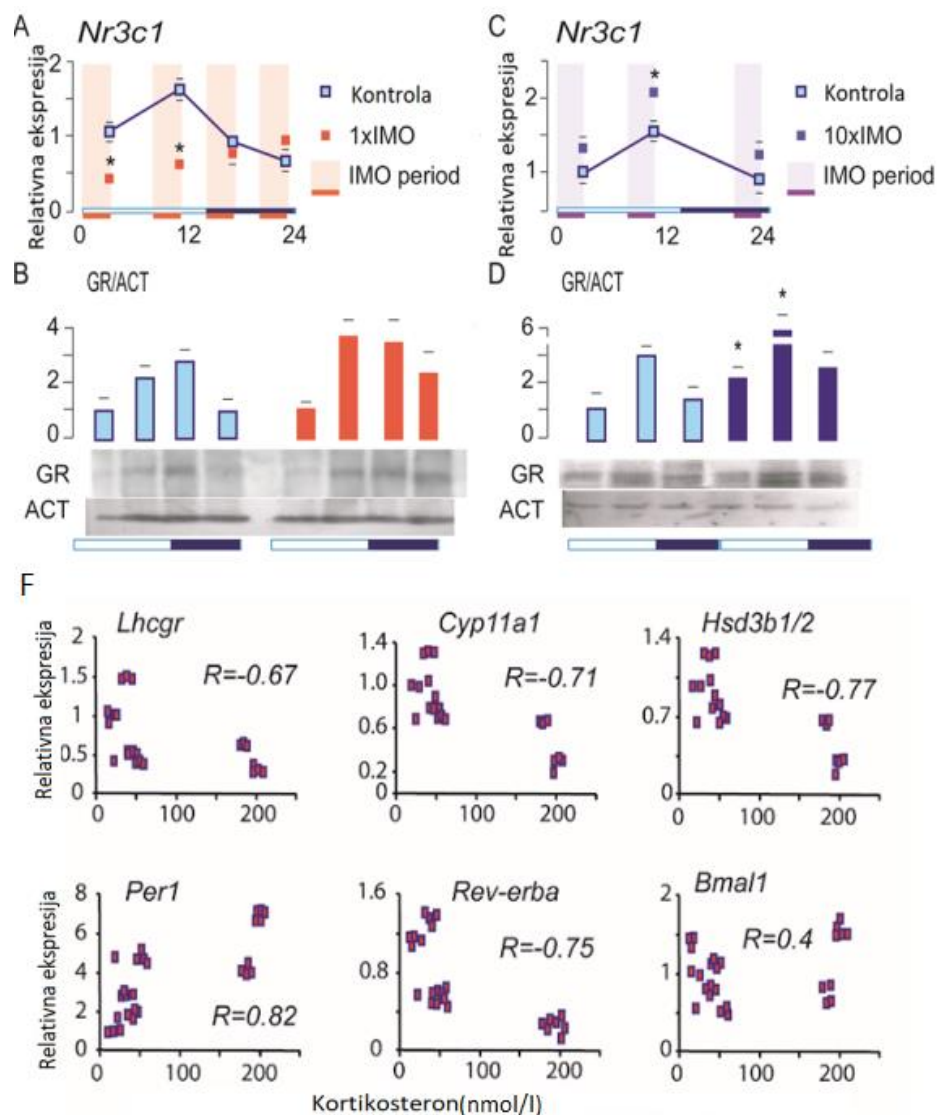 A
Nr3c1
Relativna ekspresija
2
1
0
*
*
Kontrola
1xIMO
IMO period
0
12
24
C
Nr3c1
Relativna ekspresija
2
1
0
*
Kontrola
10xIMO
IMO period
0
12
24
B
GR/ACT
4
2
0
GR
ACT
D
GR/ACT
6
2
0
*
*
GR
ACT
F
Lhcgr
Relativna ekspresija
2
1.5
1
0.5
0
R=-0.67
0
100
200
Cyp11a1
1.4
1.0
0.6
0.2
R=-0.71
0
100
200
Hsd3b1/2
1.4
0.7
0
R=-0.77
0
100
200
Per1
Relativna ekspresija
8
6
4
2
0
R=0.82
0
100
200
Rev-erba
1.6
0.8
0
R=-0.75
0
100
200
Bmal1
2
1
0
R=0.4
0
100
200
Kortikosteron(nmol/l)